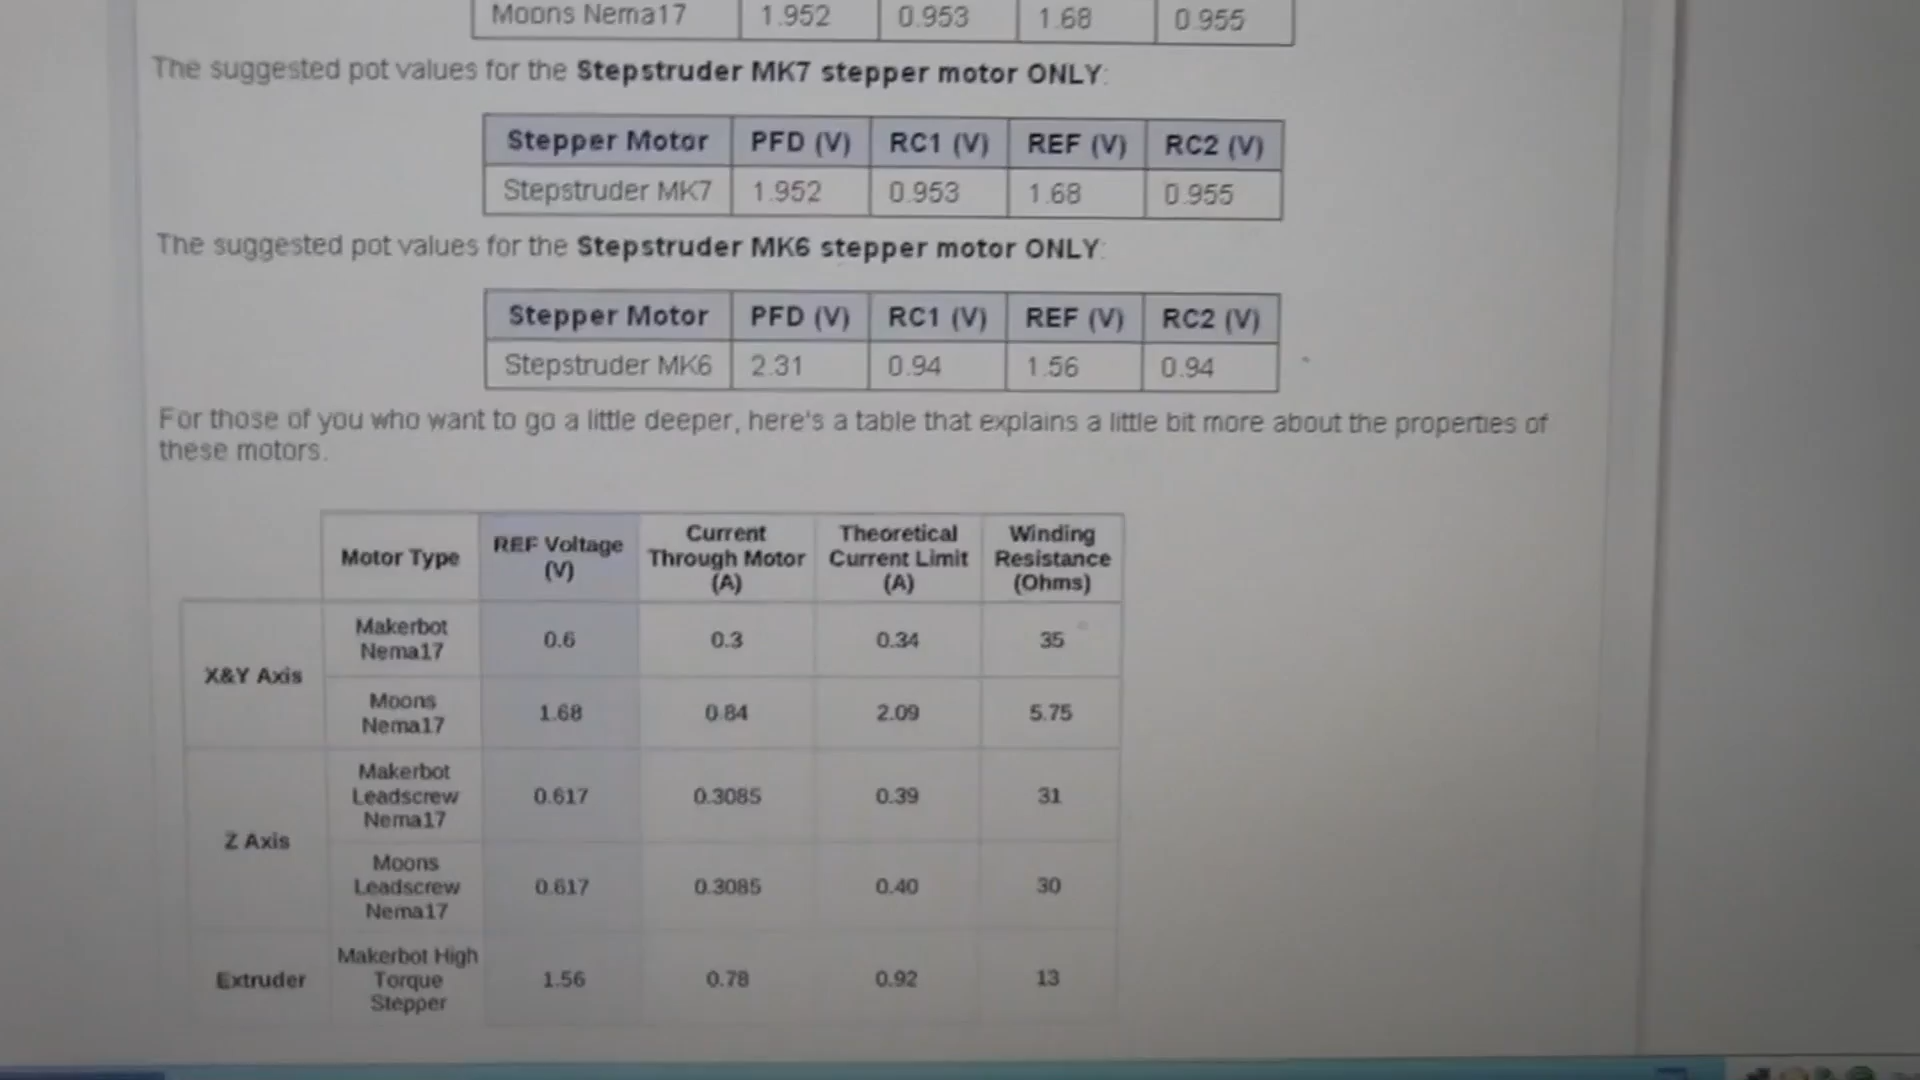 Moons Nema17 1.952 0.953 1.68 0.955
The suggested pot values for the Stepstruder MK7 stepper motor ONLY:
Stepper Motor PFD (V) RC1 (V) REF (V) RC2 (V)
Stepstruder MK7 1.952 0.953 1.68 0.955
The suggested pot values for the Stepstruder MK6 stepper motor ONLY:
Stepper Motor PFD (V) RC1 (V) REF (V) RC2 (V)
Stepstruder MK6 2.31 0.94 1.56 0.94
For those of you who want to go a little deeper, here's a table that explains a little bit more about the properties of
these motors.
Motor Type
REF Voltage
(V)
Current
Through Motor
(A)
Theoretical
Current Limit
(A)
Winding
Resistance
(Ohms)
X&Y Axis
Makerbot
Nema17
0.6 0.3 0.34 35
Moons
Nema17
1.68 0.84 2.09 5.75
Z Axis
Makerbot
Leadscrew
Nema17
0.617 0.3085 0.39 31
Moons
Leadscrew
Nema17
0.617 0.3085 0.40 30
Extruder
Makerbot High
Torque
Stepper
1.56 0.78 0.92 13